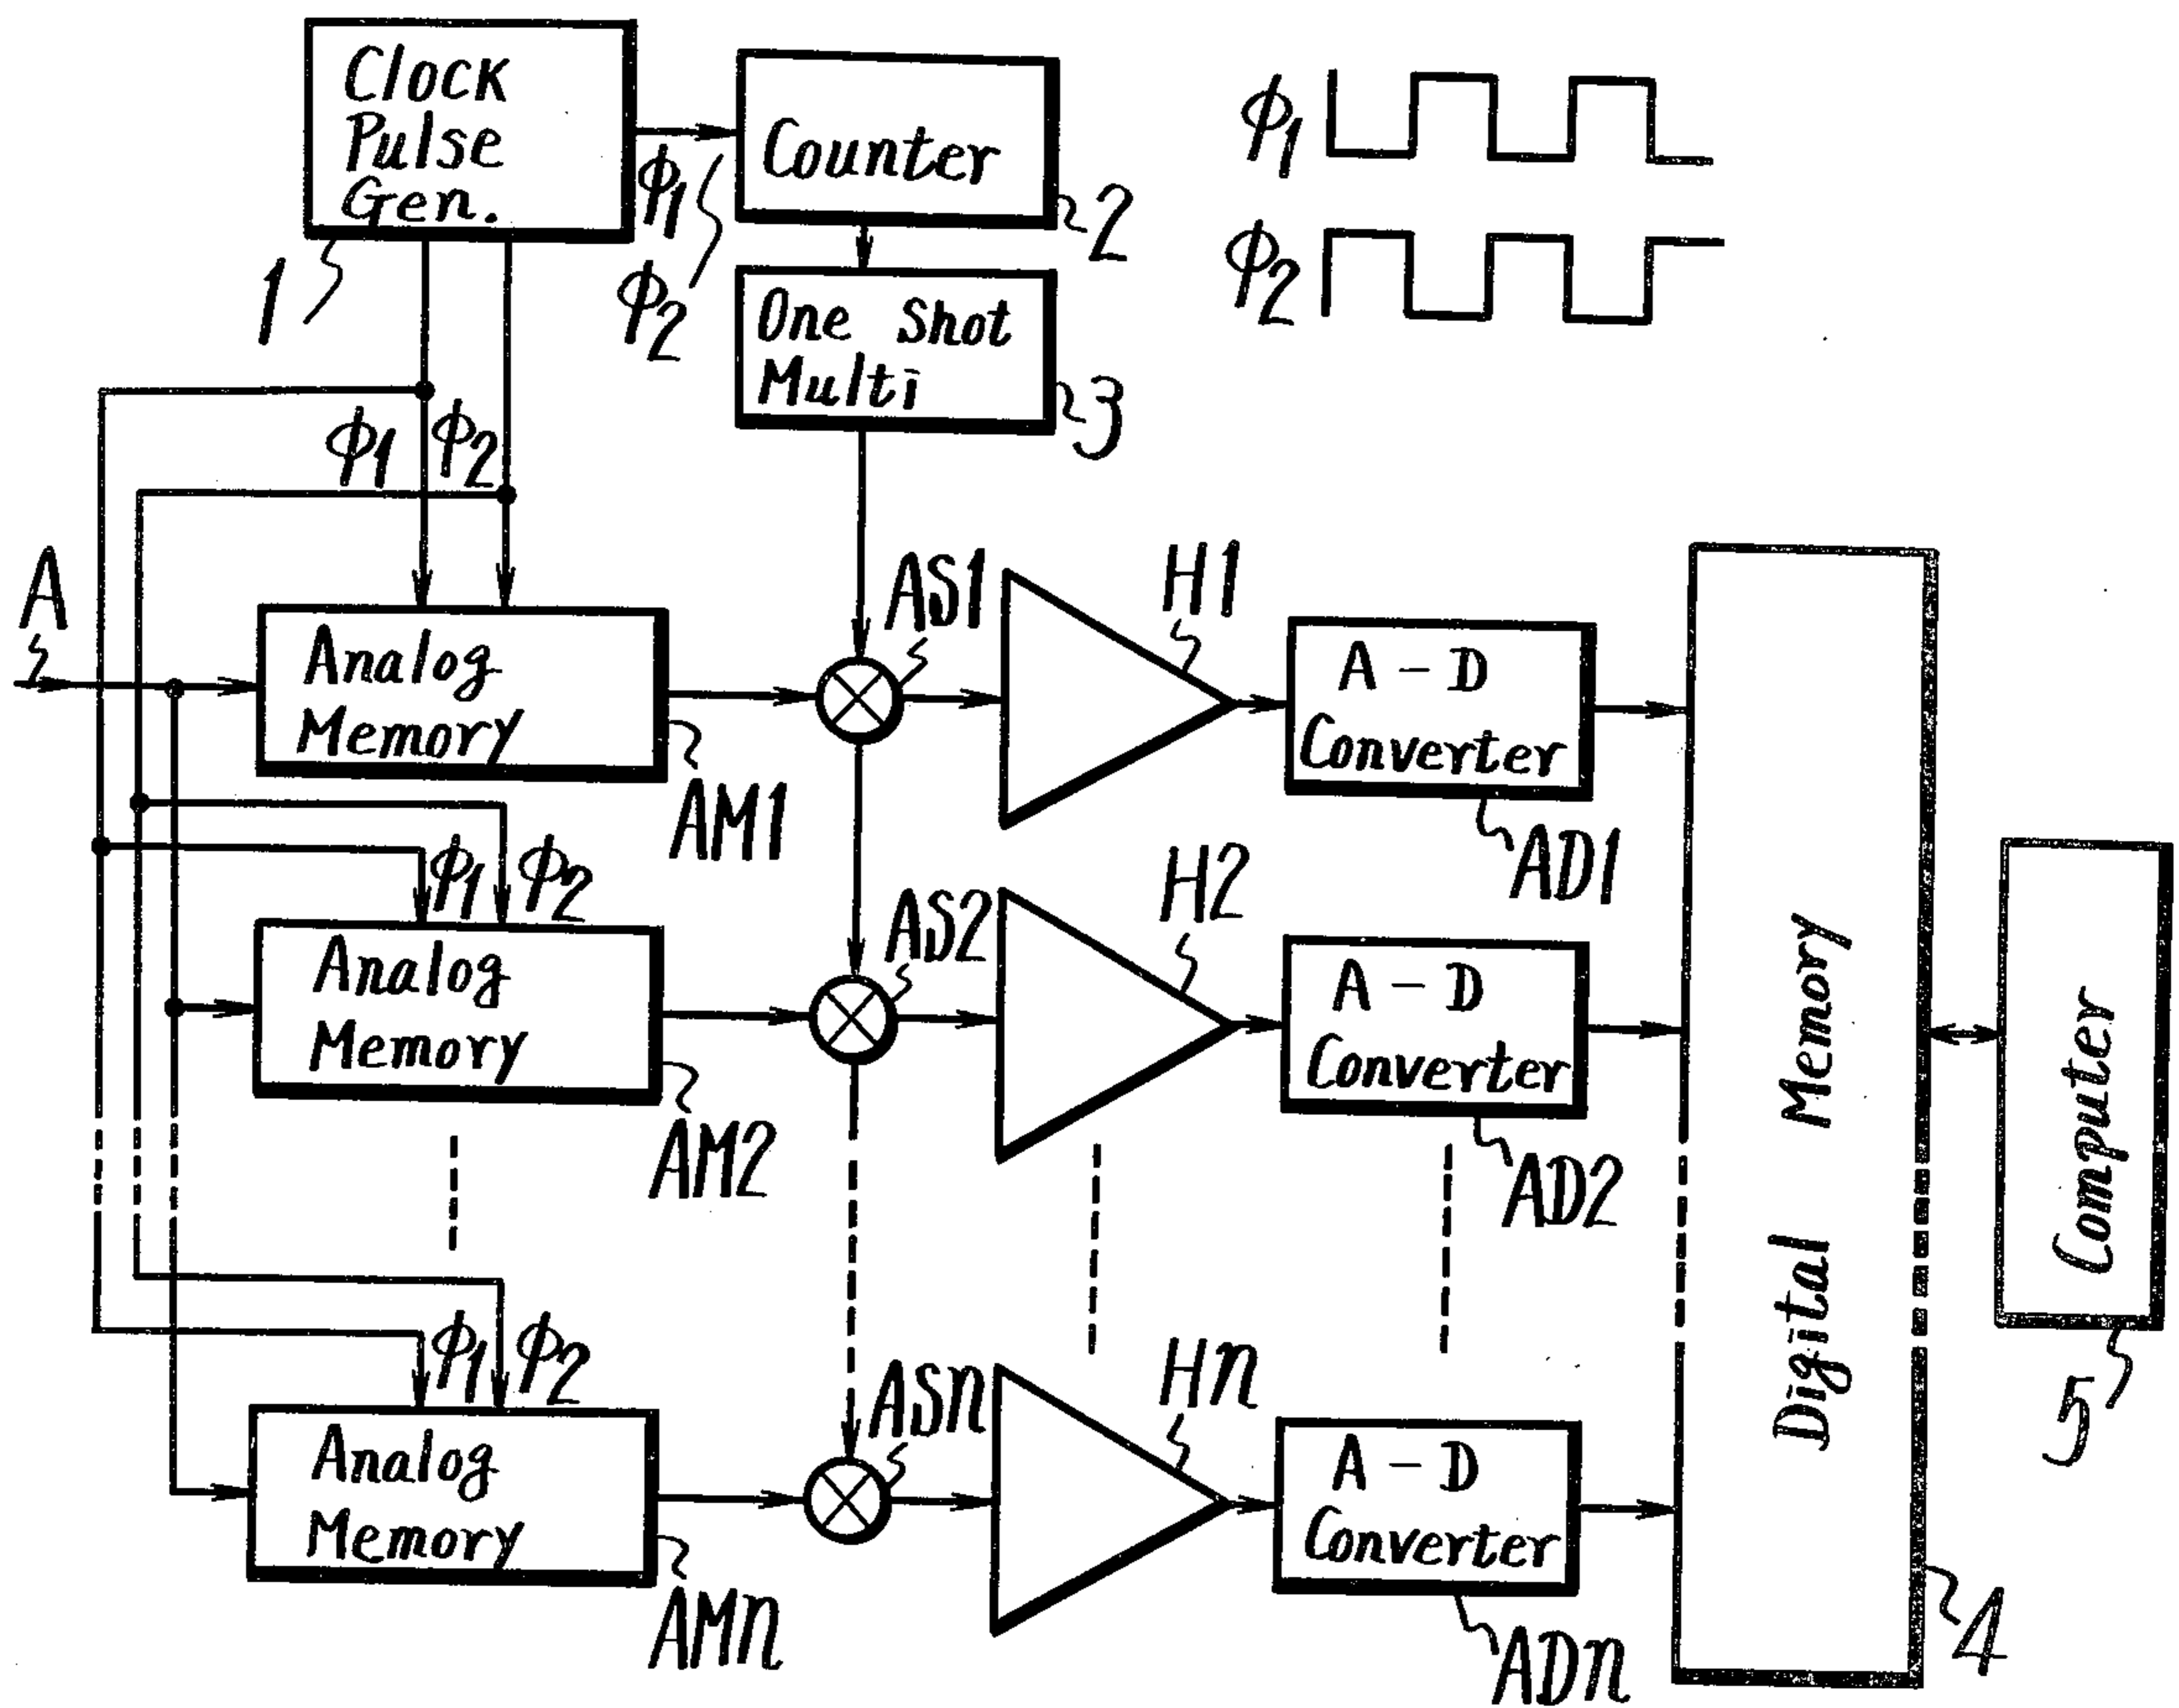 Clock
Pulse
Gen.
1
ϕ1
ϕ2
Counter
2
One Shot
Multi
3
ϕ1
ϕ2
ϕ1
ϕ2
A
Analog
Memory
AM1
AS1
H1
A - D
Converter
AD1
ϕ1
ϕ2
Analog
Memory
AM2
AS2
H2
A - D
Converter
AD2
ϕ1
ϕ2
Analog
Memory
AMn
ASn
Hn
A - D
Converter
ADn
Digital Memory
4
Computer
5